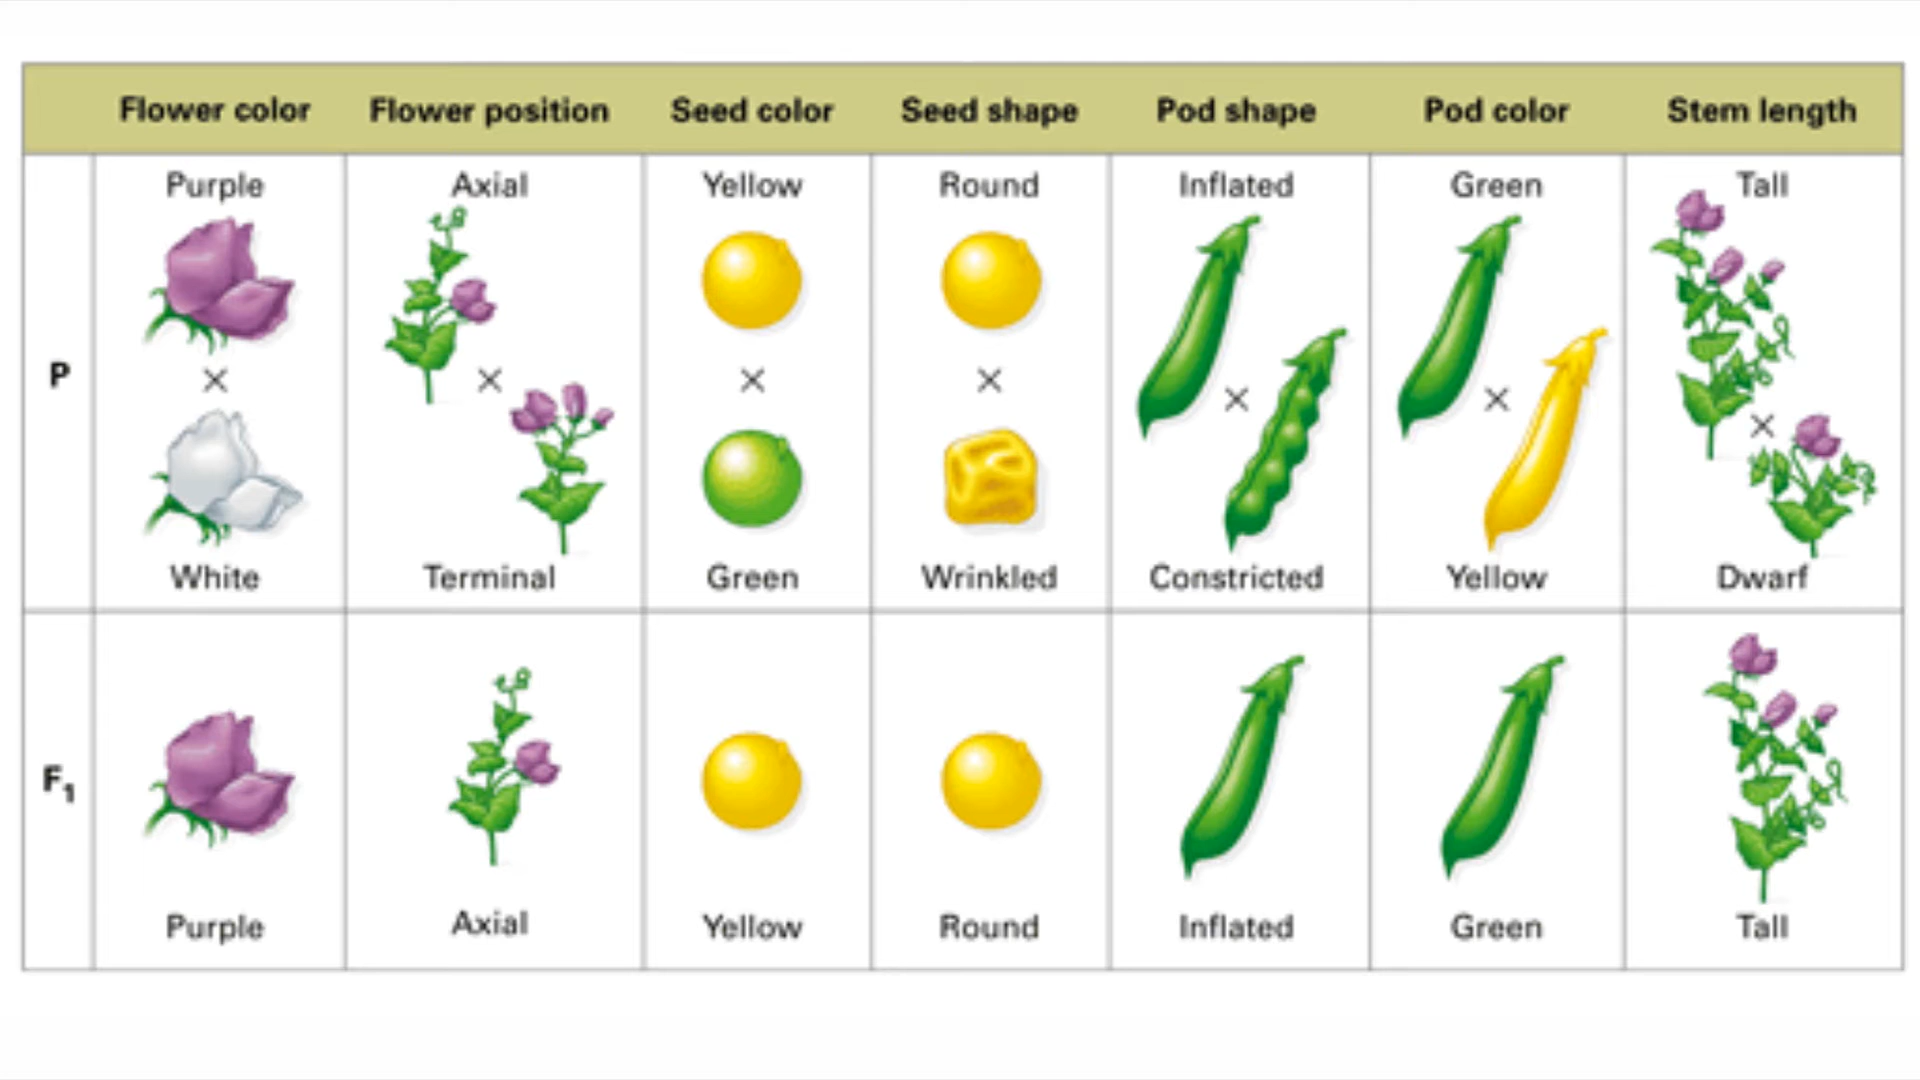 Flower color Flower position Seed color Seed shape Pod shape Pod color Stem length
Purple Axial Yellow Round Inflated Green Tall
P × × × × × × ×
White Terminal Green Wrinkled Constricted Yellow Dwarf
F1
Purple Axial Yellow Round Inflated Green Tall